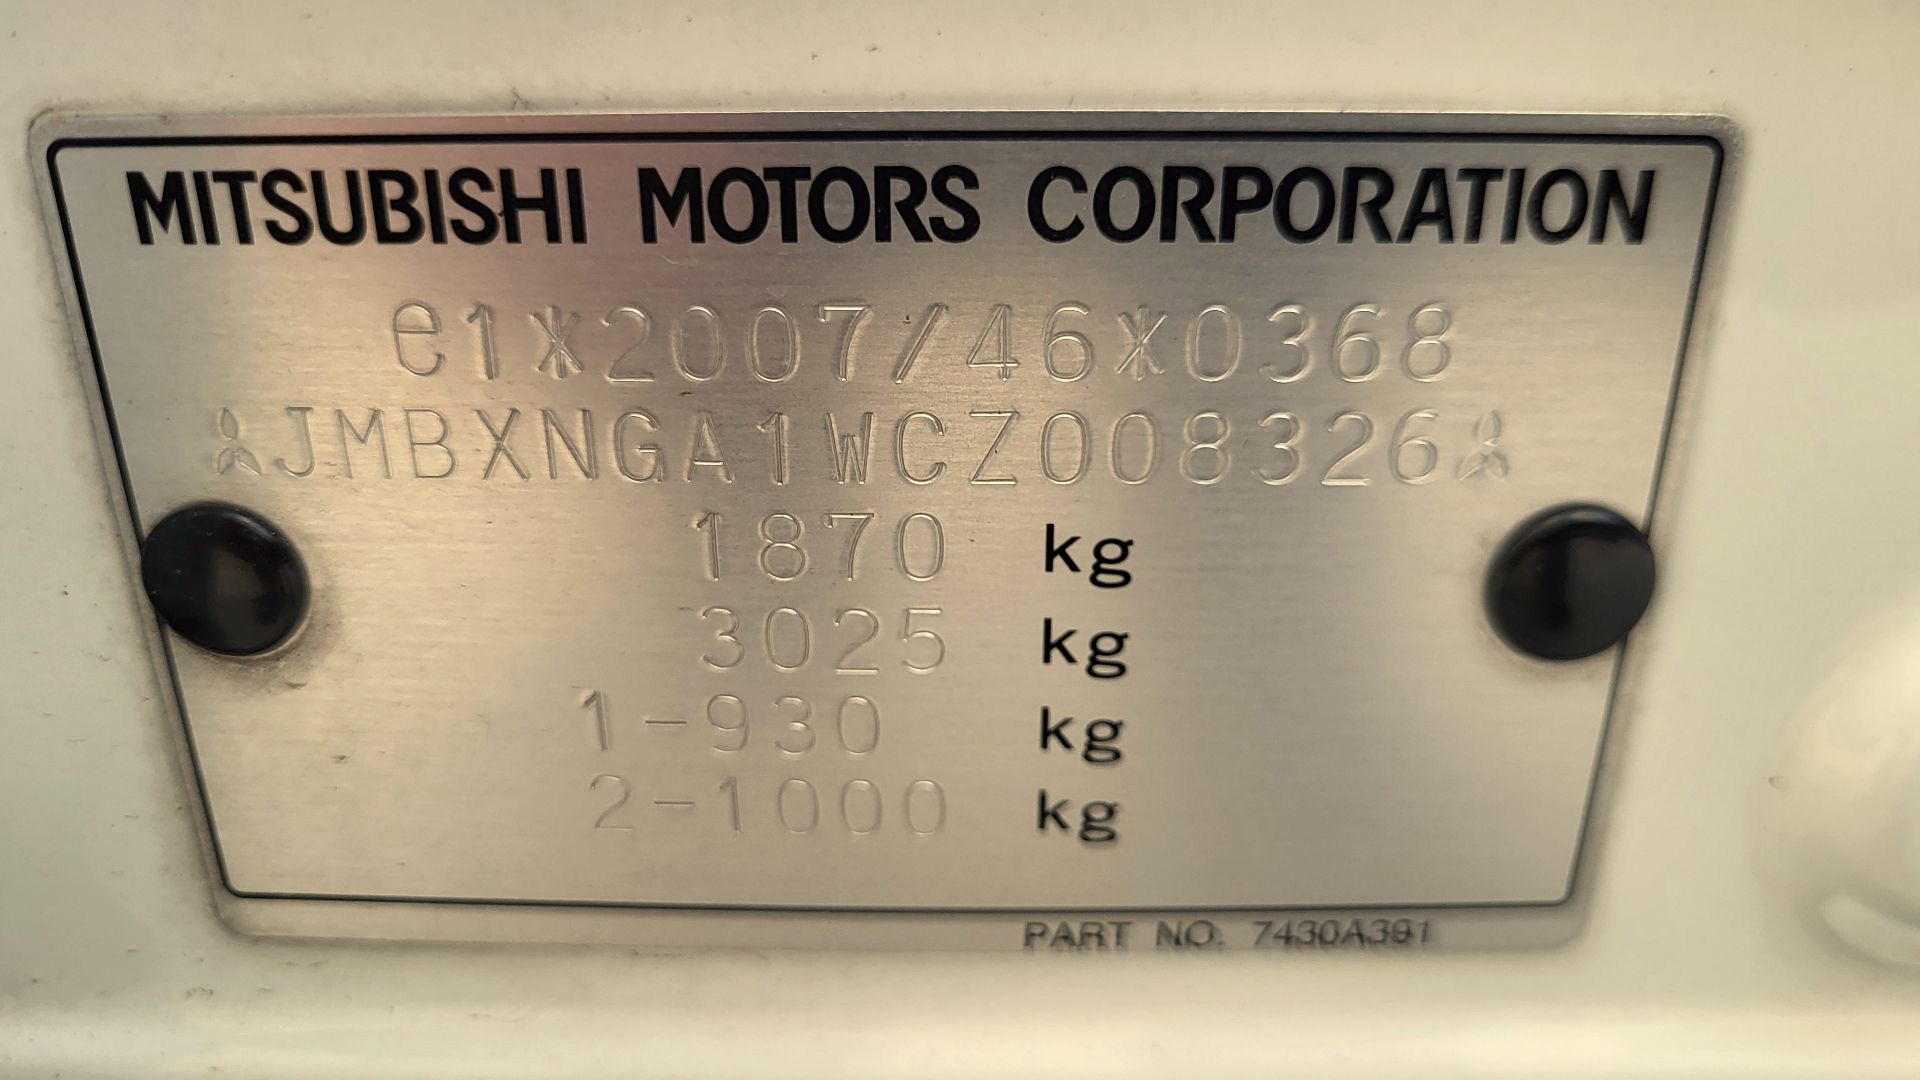 MITSUBISHI MOTORS CORPORATION
e1*2007/46*0368
JMBXNGA1WCZ008326
1870 kg
3025 kg
1-930 kg
2-1000 kg
PART NO. 7430A391